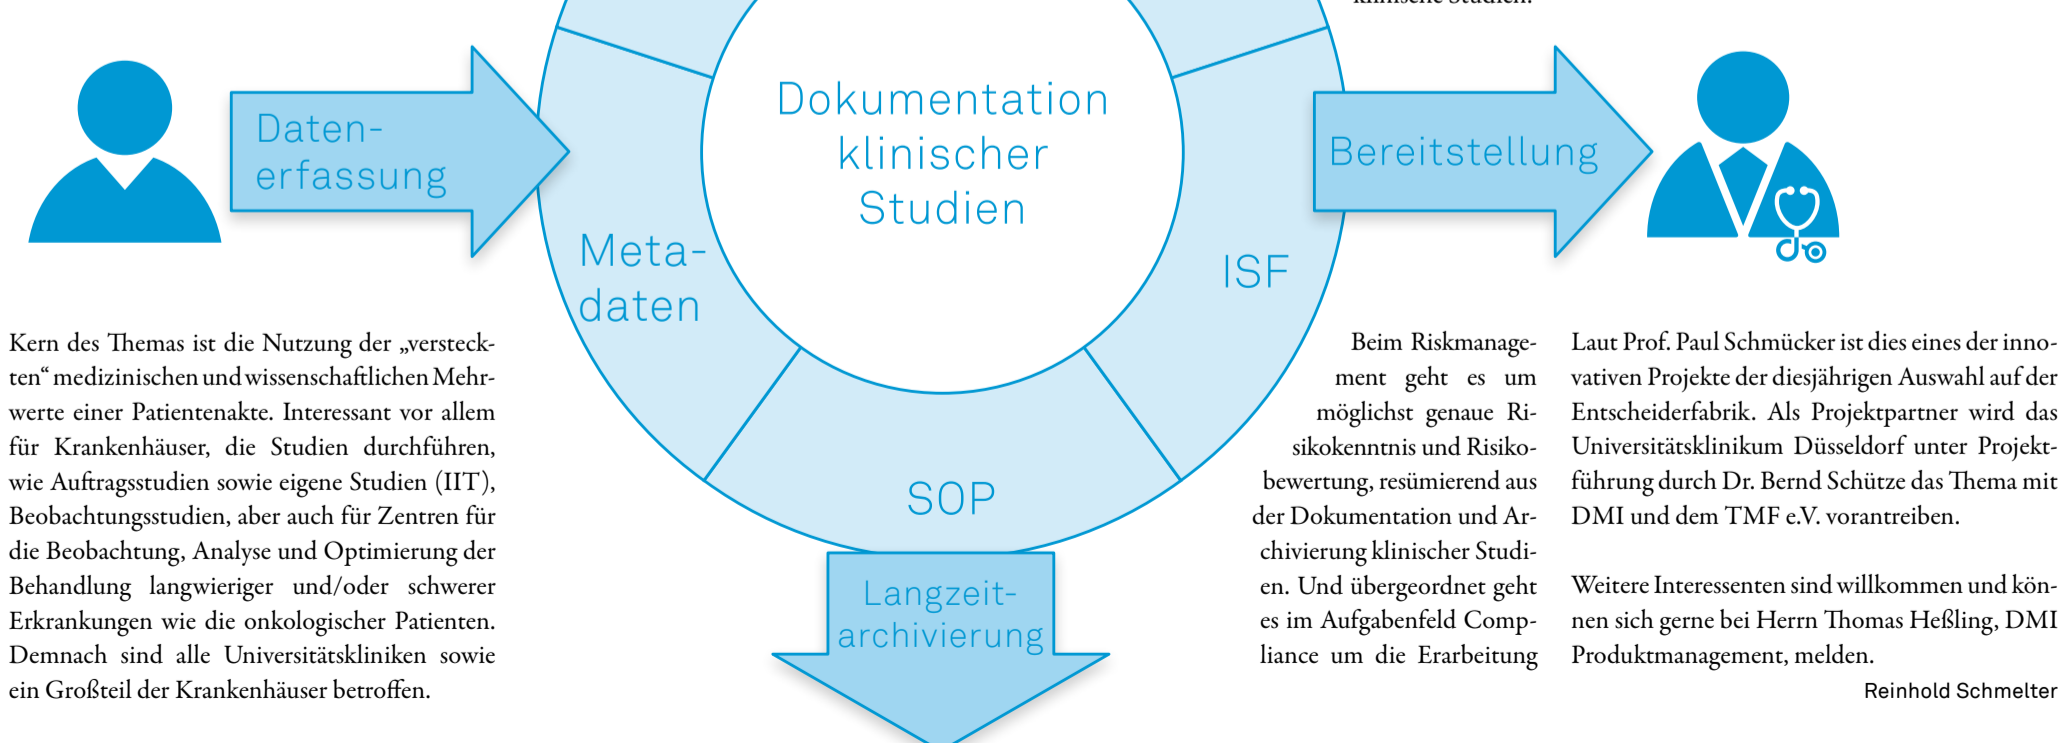 klinische Studien.
Daten-
erfassung
Dokumentation
klinischer
Studien
Bereitstellung
Meta-
daten
ISF
SOP
Langzeit-
archivierung
Kern des Themas ist die Nutzung der „versteck-
ten“ medizinischen und wissenschaftlichen Mehr-
werte einer Patientenakte. Interessant vor allem
für Krankenhäuser, die Studien durchführen,
wie Auftragsstudien sowie eigene Studien (IIT),
Beobachtungsstudien, aber auch für Zentren für
die Beobachtung, Analyse und Optimierung der
Behandlung langwieriger und/oder schwerer
Erkrankungen wie die onkologischer Patienten.
Demnach sind alle Universitätskliniken sowie
ein Großteil der Krankenhäuser betroffen.
Beim Riskmanage-
ment geht es um
möglichst genaue Ri-
sikokenntnis und Risiko-
bewertung, resümierend aus
der Dokumentation und Ar-
chivierung klinischer Studi-
en. Und übergeordnet geht
es im Aufgabenfeld Comp-
liance um die Erarbeitung
Laut Prof. Paul Schmücker ist dies eines der inno-
vativen Projekte der diesjährigen Auswahl auf der
Entscheiderfabrik. Als Projektpartner wird das
Universitätsklinikum Düsseldorf unter Projekt-
führung durch Dr. Bernd Schütze das Thema mit
DMI und dem TMF e.V. vorantreiben.
Weitere Interessenten sind willkommen und kön-
nen sich gerne bei Herrn Thomas Heßling, DMI
Produktmanagement, melden.
Reinhold Schmelter